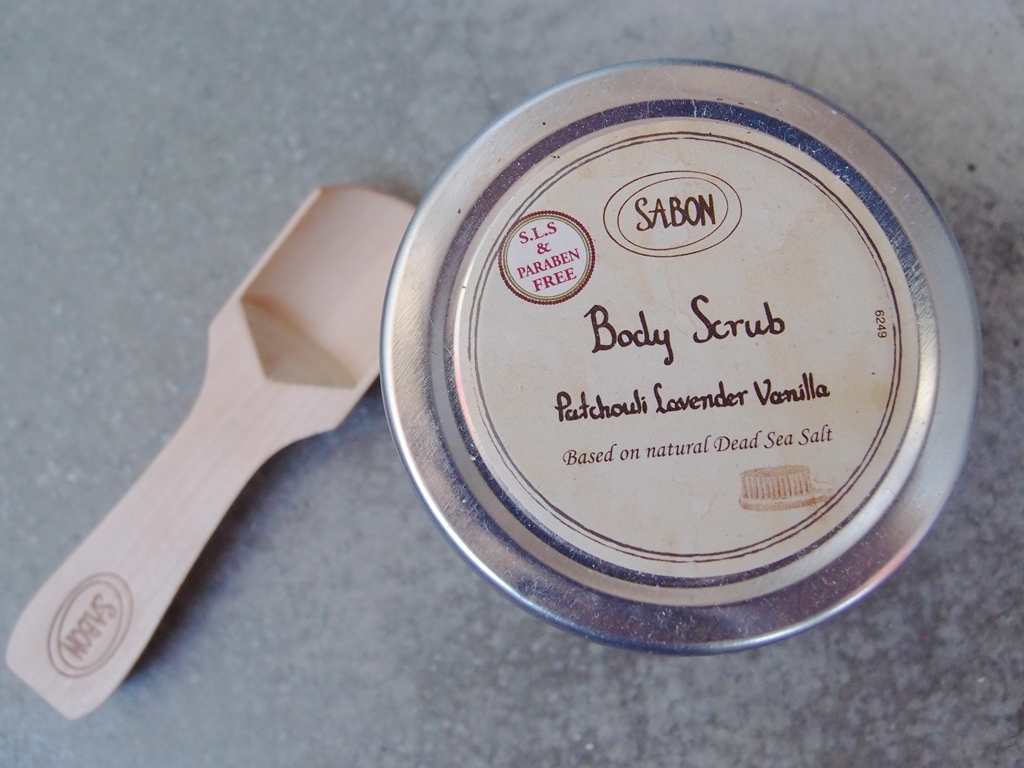 SABON
S.L.S
&
PARABEN
FREE
Body Scrub
6249
Patchouli Lavender Vanilla
Based on natural Dead Sea Salt
SABON